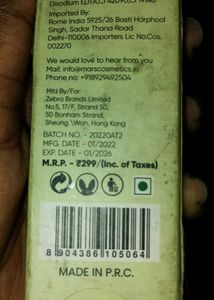 Disodium EDTA,CI 42090,CI 19140
Imported By:
Rome India 5925/26 Basti Harphool
Singh, Sadar Thana Road
Delhi-110006 Importers Lic No.Cos.
002270
We would love to hear from you
Mail: info@marscosmetics.in
Phone no: +918929492504
Mfd By/For:
Zebra Brands Limited
No.5, 17/F, Strand 50,
50 Bonham Strand,
Sheung \Wan, Hong Kong
BATCH NO. - 20220AT2
MFG. DATE - 01/2022
EXP. DATE - 01/2026
M.R.P. - ₹299/(Inc. of Taxes)
8 904386 105064
MADE IN P.R.C.